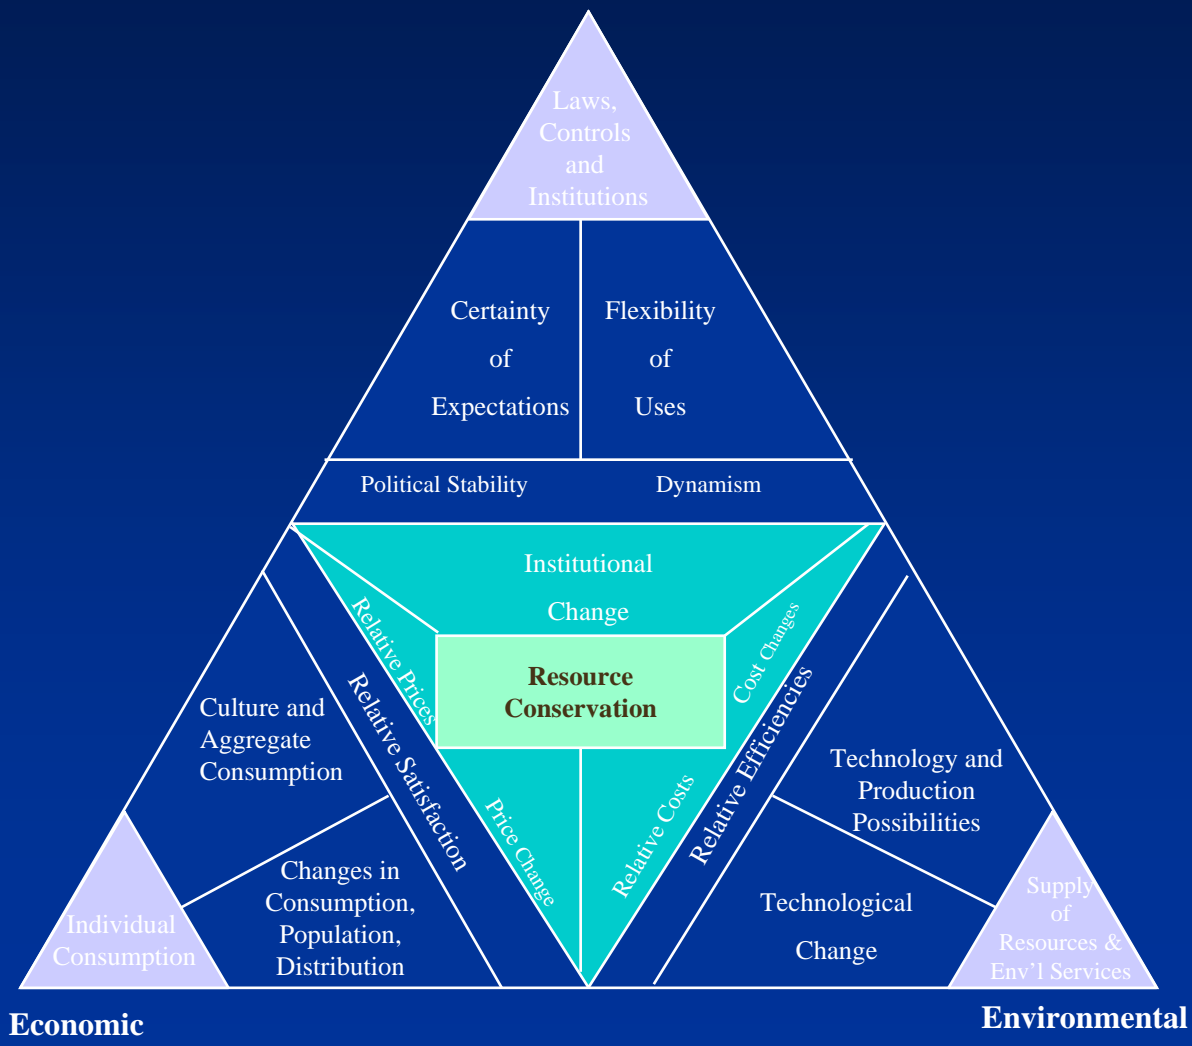 Laws,
Controls
and
Institutions
Certainty
of
Expectations
Flexibility
of
Uses
Political Stability
Dynamism
Institutional
Change
Relative Prices
Cost Changes
Resource
Conservation
Price Change
Relative Costs
Relative Satisfaction
Relative Efficiencies
Culture and
Aggregate
Consumption
Technology and
Production
Possibilities
Changes in
Consumption,
Population,
Distribution
Technological
Change
Individual
Consumption
Supply
of
Resources &
Env'l Services
Economic
Environmental